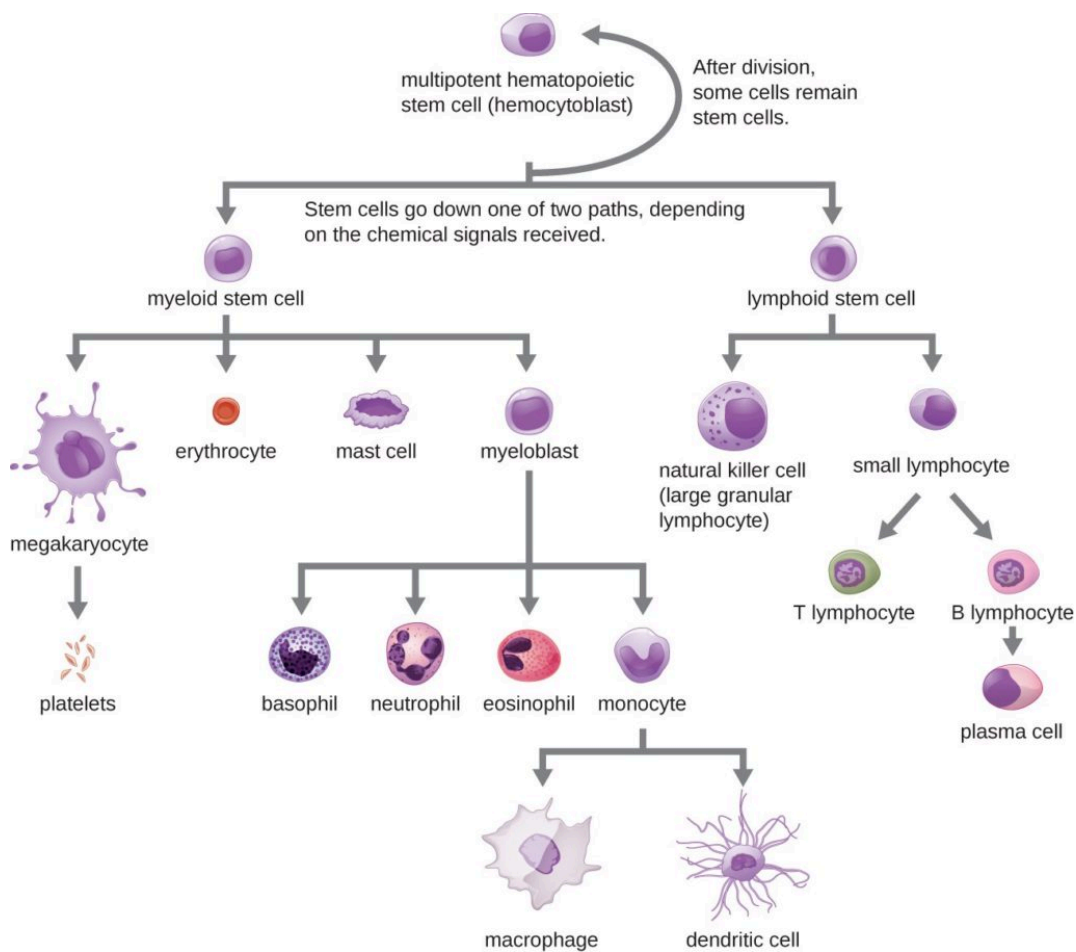 multipotent hematopoietic
stem cell (hemocytoblast)
After division,
some cells remain
stem cells.
Stem cells go down one of two paths, depending
on the chemical signals received.
myeloid stem cell
lymphoid stem cell
megakaryocyte
erythrocyte
mast cell
myeloblast
natural killer cell
(large granular
lymphocyte)
small lymphocyte
T lymphocyte
B lymphocyte
platelets
basophil
neutrophil
eosinophil
monocyte
plasma cell
macrophage
dendritic cell